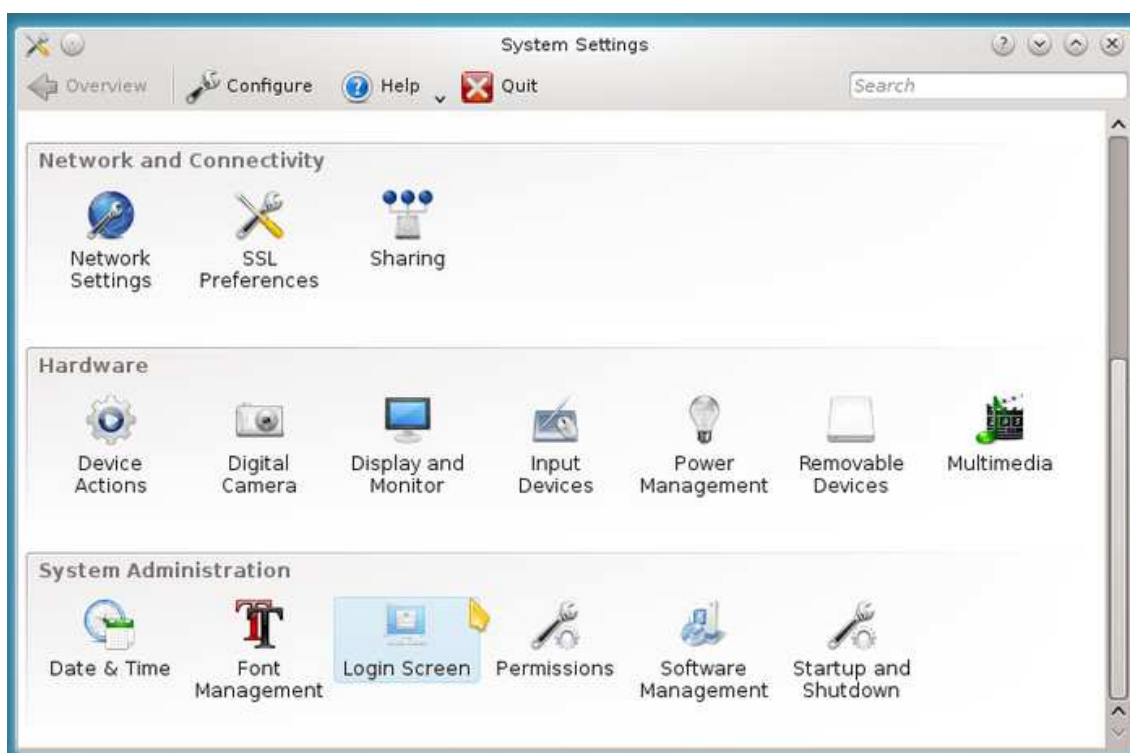 System Settings
Overview
Configure
Help
Quit
Search
Network and Connectivity
Network
Settings
SSL
Preferences
Sharing
Hardware
Device
Actions
Digital
Camera
Display and
Monitor
Input
Devices
Power
Management
Removable
Devices
Multimedia
System Administration
Date & Time
Font
Management
Login Screen
Permissions
Software
Management
Startup and
Shutdown